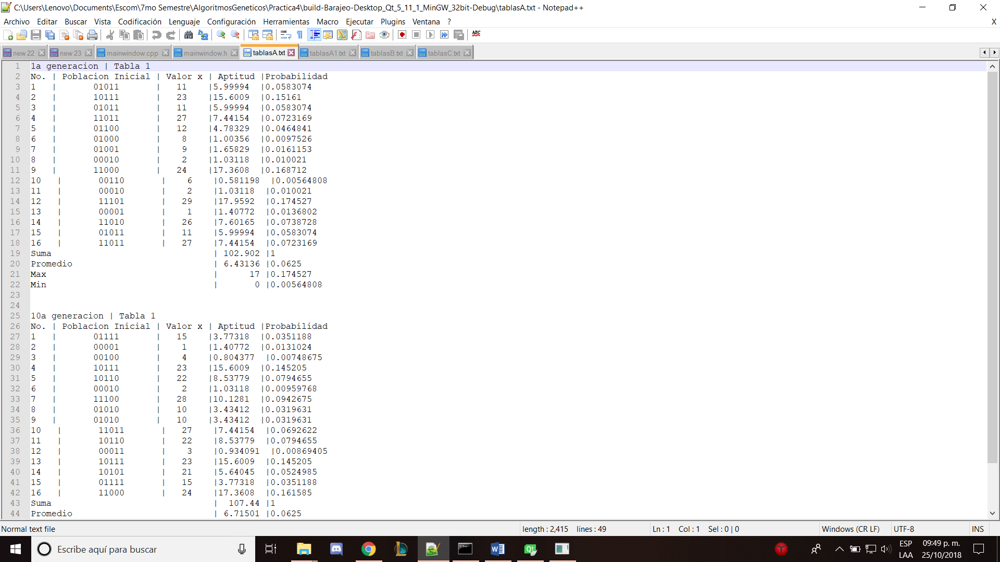 C:\Users\Lenovo\Documents\Escom\7mo Semestre\AlgoritmosGeneticos\Practica4\build-Barajeo-Desktop_Qt_5_11_1_MinGW_32bit-Debug\tablasA.txt - Notepad++
Archivo Editar Buscar Vista Codificación Lenguaje Configuración Herramientas Macro Ejecutar Plugins Ventana ? X
new 22 new 23 mainwindow.cpp mainwindow.h tablasA.txt tablasA1.txt tablasB.txt tablasC.txt
1 1a generacion | Tabla 1
2 No. | Poblacion Inicial | Valor x | Aptitud |Probabilidad
3 1 | 01011 | 11 |5.99994 |0.0583074
4 2 | 10111 | 23 |15.6009 |0.15161
5 3 | 01011 | 11 |5.99994 |0.0583074
6 4 | 11011 | 27 |7.44154 |0.0723169
7 5 | 01100 | 12 |4.78329 |0.0464841
8 6 | 01000 | 8 |1.00356 |0.0097526
9 7 | 01001 | 9 |1.65829 |0.0161153
10 8 | 00010 | 2 |1.03118 |0.010021
11 9 | 11000 | 24 |17.3608 |0.168712
12 10 | 00110 | 6 |0.581198 |0.00564808
13 11 | 00010 | 2 |1.03118 |0.010021
14 12 | 11101 | 29 |17.9592 |0.174527
15 13 | 00001 | 1 |1.40772 |0.0136802
16 14 | 11010 | 26 |7.60165 |0.0738728
17 15 | 01011 | 11 |5.99994 |0.0583074
18 16 | 11011 | 27 |7.44154 |0.0723169
19 Suma | 102.902 |1
20 Promedio | 6.43136 |0.0625
21 Max | 17 |0.174527
22 Min | 0 |0.00564808
23
24
25 10a generacion | Tabla 1
26 No. | Poblacion Inicial | Valor x | Aptitud |Probabilidad
27 1 | 01111 | 15 |3.77318 |0.0351188
28 2 | 00001 | 1 |1.40772 |0.0131024
29 3 | 00100 | 4 |0.804377 |0.00748675
30 4 | 10111 | 23 |15.6009 |0.145205
31 5 | 10110 | 22 |8.53779 |0.0794655
32 6 | 00010 | 2 |1.03118 |0.00959768
33 7 | 11100 | 28 |10.1281 |0.0942675
34 8 | 01010 | 10 |3.43412 |0.0319631
35 9 | 01010 | 10 |3.43412 |0.0319631
36 10 | 11011 | 27 |7.44154 |0.0692622
37 11 | 10110 | 22 |8.53779 |0.0794655
38 12 | 00011 | 3 |0.934091 |0.00869405
39 13 | 10111 | 23 |15.6009 |0.145205
40 14 | 10101 | 21 |5.64045 |0.0524985
41 15 | 01111 | 15 |3.77318 |0.0351188
42 16 | 11000 | 24 |17.3608 |0.161585
43 Suma | 107.44 |1
44 Promedio | 6.71501 |0.0625
Normal text file length : 2,415 lines : 49 Ln : 1 Col : 1 Sel : 0 | 0 Windows (CR LF) UTF-8 INS
Escribe aquí para buscar
ESP 09:49 p. m.
LAA 25/10/2018